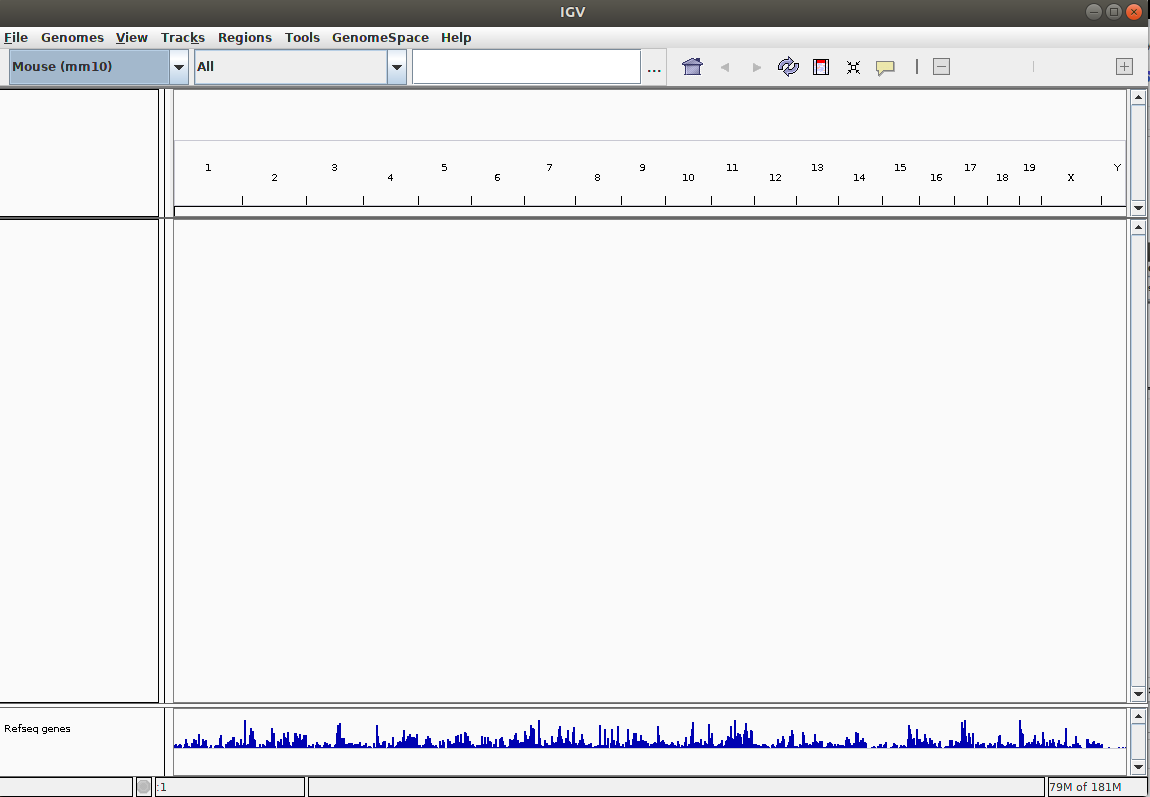 IGV
File Genomes View Tracks Regions Tools GenomeSpace Help
Mouse (mm10) All ...
1 3 5 7 9 11 13 15 17 19 Y
2 4 6 8 10 12 14 16 18 X
Refseq genes
:1 79M of 181M